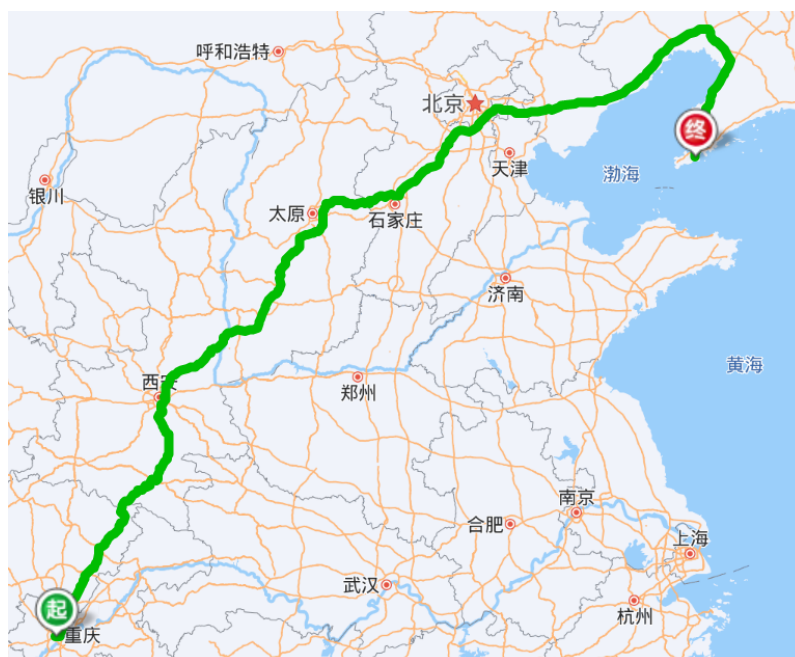 呼和浩特
北京
终
天津
渤海
银川
太原
石家庄
济南
黄海
西安
郑州
南京
合肥
上海
武汉
杭州
起
重庆